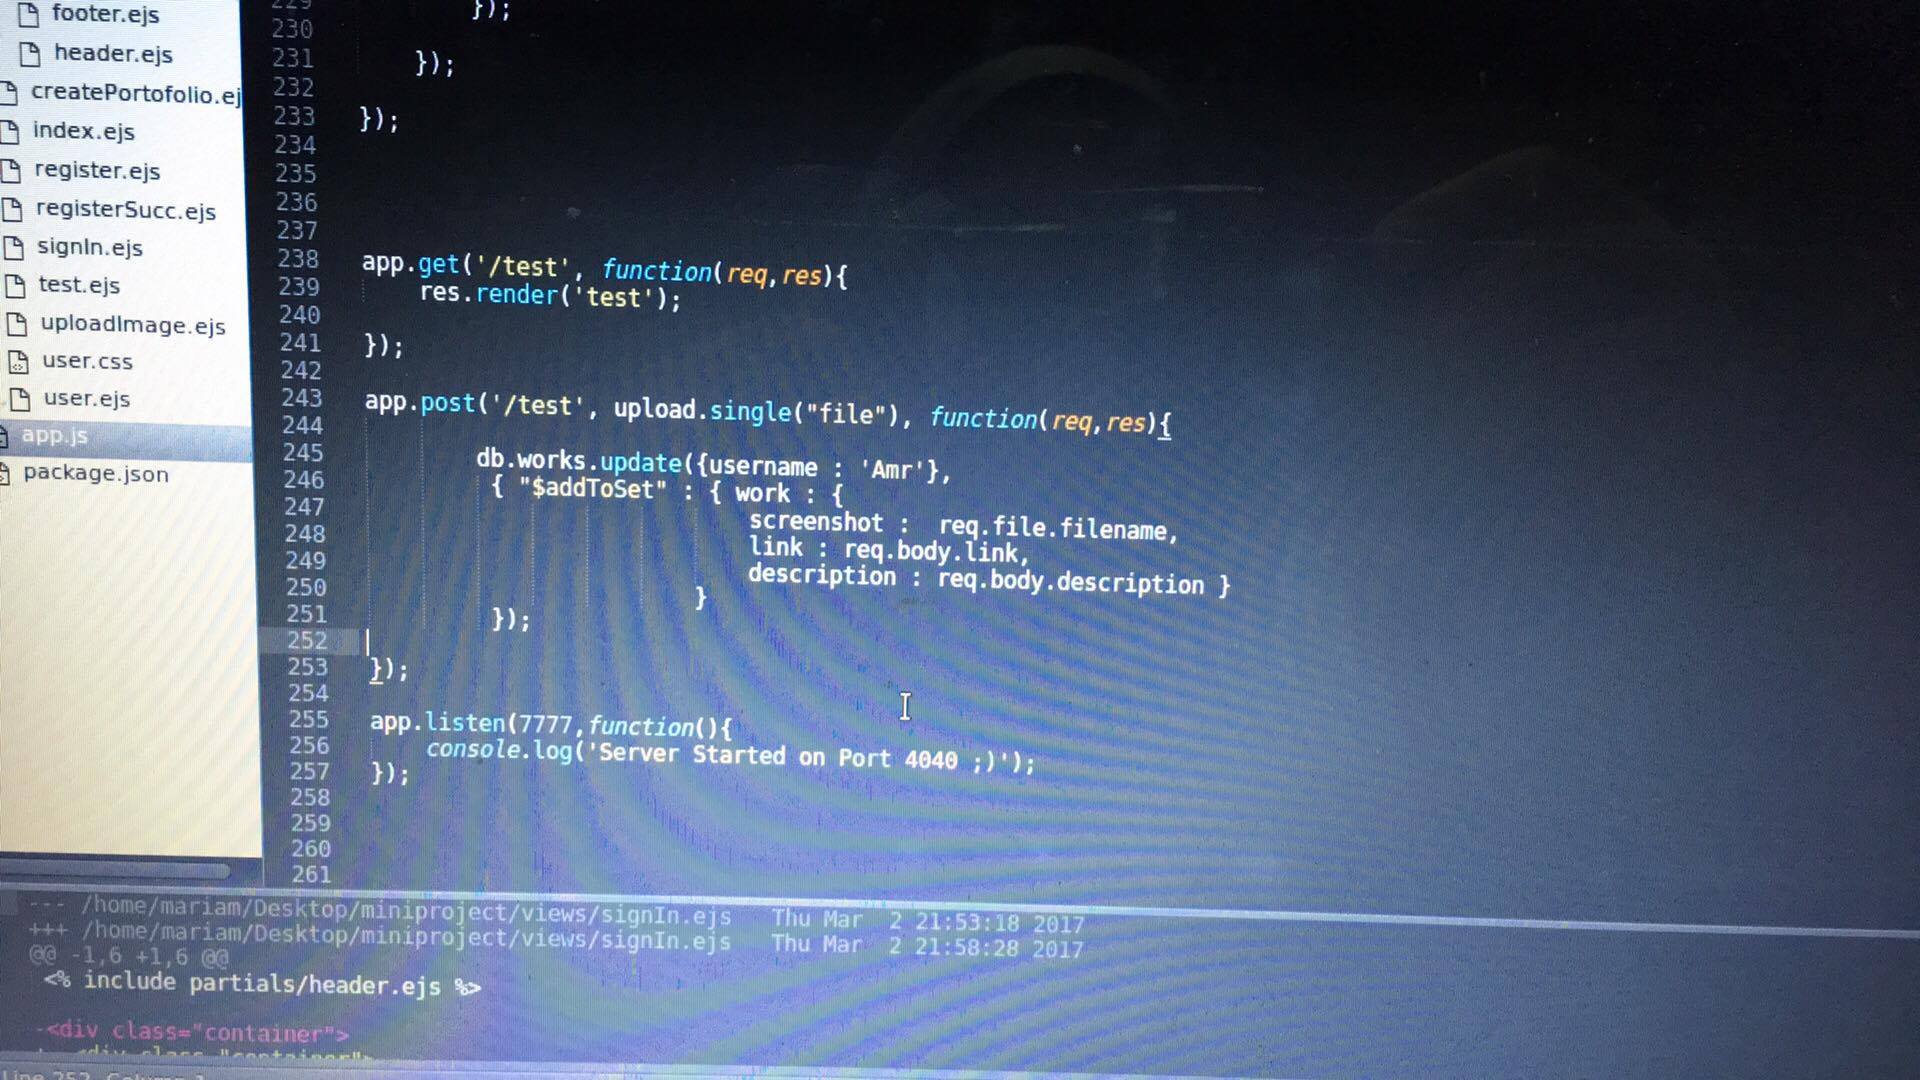 footer.ejs
header.ejs
createPortofolio.ej
index.ejs
register.ejs
registerSucc.ejs
signIn.ejs
test.ejs
uploadImage.ejs
user.css
user.ejs
app.js
package.json
229 });
230
231 });
232
233 });
234
235
236
237
238 app.get('/test', function(req,res){
239 res.render('test');
240
241 });
242
243 app.post('/test', upload.single("file"), function(req,res){
244
245 db.works.update({username : 'Amr'},
246 { "$addToSet" : { work : {
247 screenshot : req.file.filename,
248 link : req.body.link,
249 description : req.body.description }
250 }
251 });
252
253 });
254
255 app.listen(7777,function(){
256 console.log('Server Started on Port 4040 ;)');
257 });
258
259
260
261
--- /home/mariam/Desktop/miniproject/views/signIn.ejs Thu Mar 2 21:53:18 2017
+++ /home/mariam/Desktop/miniproject/views/signIn.ejs Thu Mar 2 21:58:28 2017
@@ -1,6 +1,6 @@
<% include partials/header.ejs %>
-<div class="container">
+ <div class="container">
Line 252, Column 1